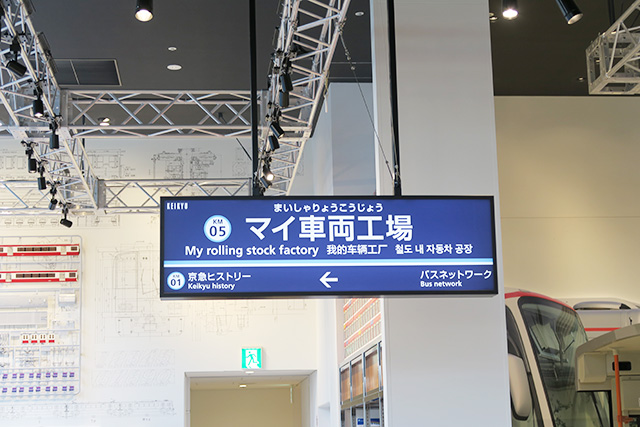 KEIKYU
まいしゃりょうこうじょう
KM
05
マイ車両工場
My rolling stock factory 我的车辆工厂 철도 내 자동차 공장
KM
01
京急ヒストリー
Keikyu history
←
バスネットワーク
Bus network